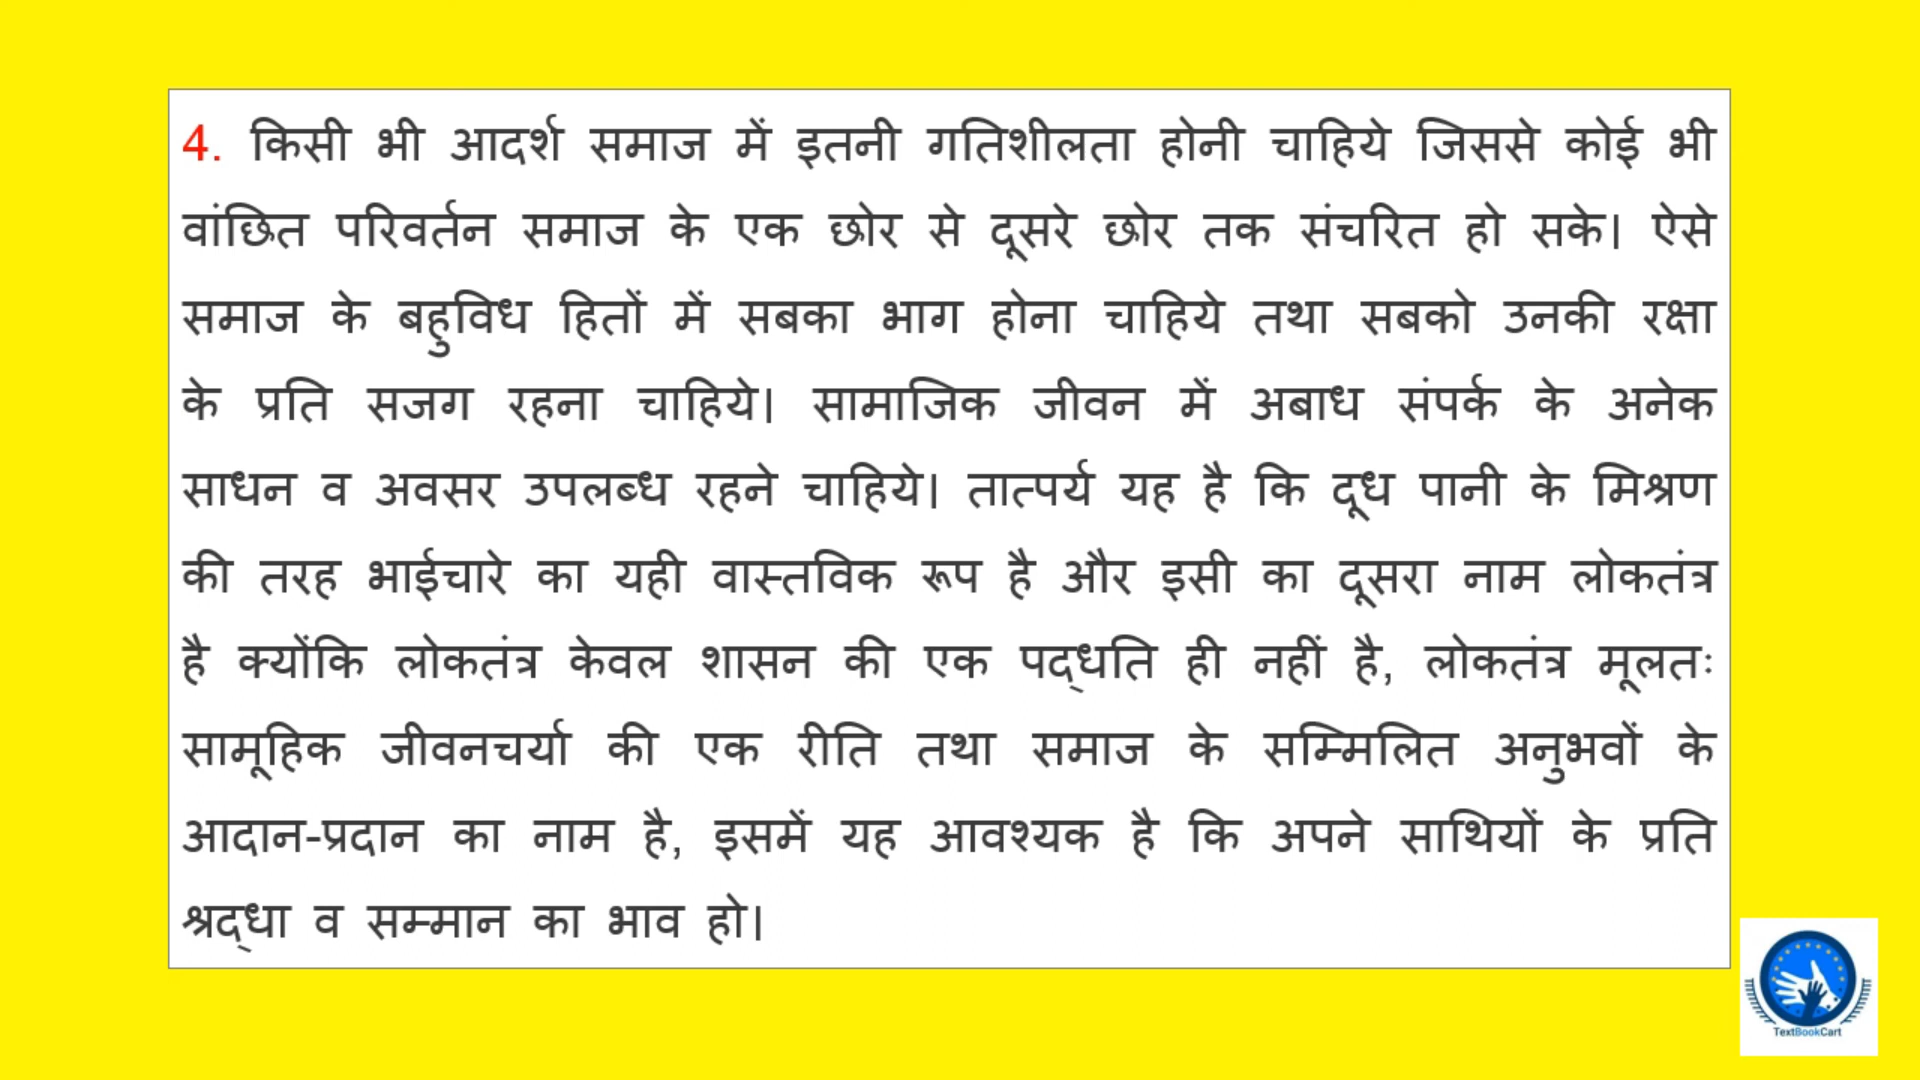 4. किसी भी आदर्श समाज में इतनी गतिशीलता होनी चाहिये जिससे कोई भी
वांछित परिवर्तन समाज के एक छोर से दूसरे छोर तक संचरित हो सके। ऐसे
समाज के बहुविध हितों में सबका भाग होना चाहिये तथा सबको उनकी रक्षा
के प्रति सजग रहना चाहिये। सामाजिक जीवन में अबाध संपर्क के अनेक
साधन व अवसर उपलब्ध रहने चाहिये। तात्पर्य यह है कि दूध पानी के मिश्रण
की तरह भाईचारे का यही वास्तविक रूप है और इसी का दूसरा नाम लोकतंत्र
है क्योंकि लोकतंत्र केवल शासन की एक पद्धति ही नहीं है, लोकतंत्र मूलतः
सामूहिक जीवनचर्या की एक रीति तथा समाज के सम्मिलित अनुभवों के
आदान-प्रदान का नाम है, इसमें यह आवश्यक है कि अपने साथियों के प्रति
श्रद्धा व सम्मान का भाव हो।
TextBookCart